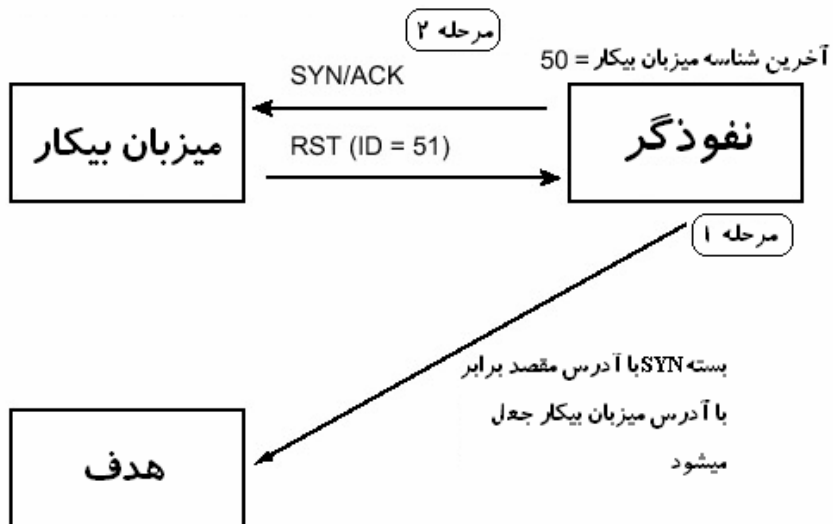 مرحله ۲
آخرین شناسه میزبان بیکار = 50
SYN/ACK
میزبان بیکار
نفوذگر
RST (ID = 51)
مرحله ۱
بسته SYN با آدرس مقصد برابر
با آدرس میزبان بیکار جعل
میشود
هدف